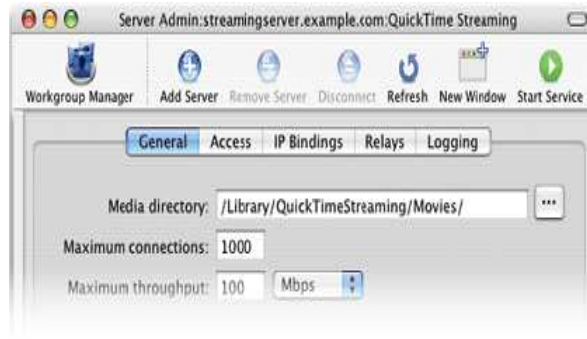 Server Admin:streamingserver.example.com:QuickTime Streaming
Workgroup Manager Add Server Remove Server Disconnect Refresh New Window Start Service
General Access IP Bindings Relays Logging
Media directory: /Library/QuickTimeStreaming/Movies/ ...
Maximum connections: 1000
Maximum throughput: 100 Mbps